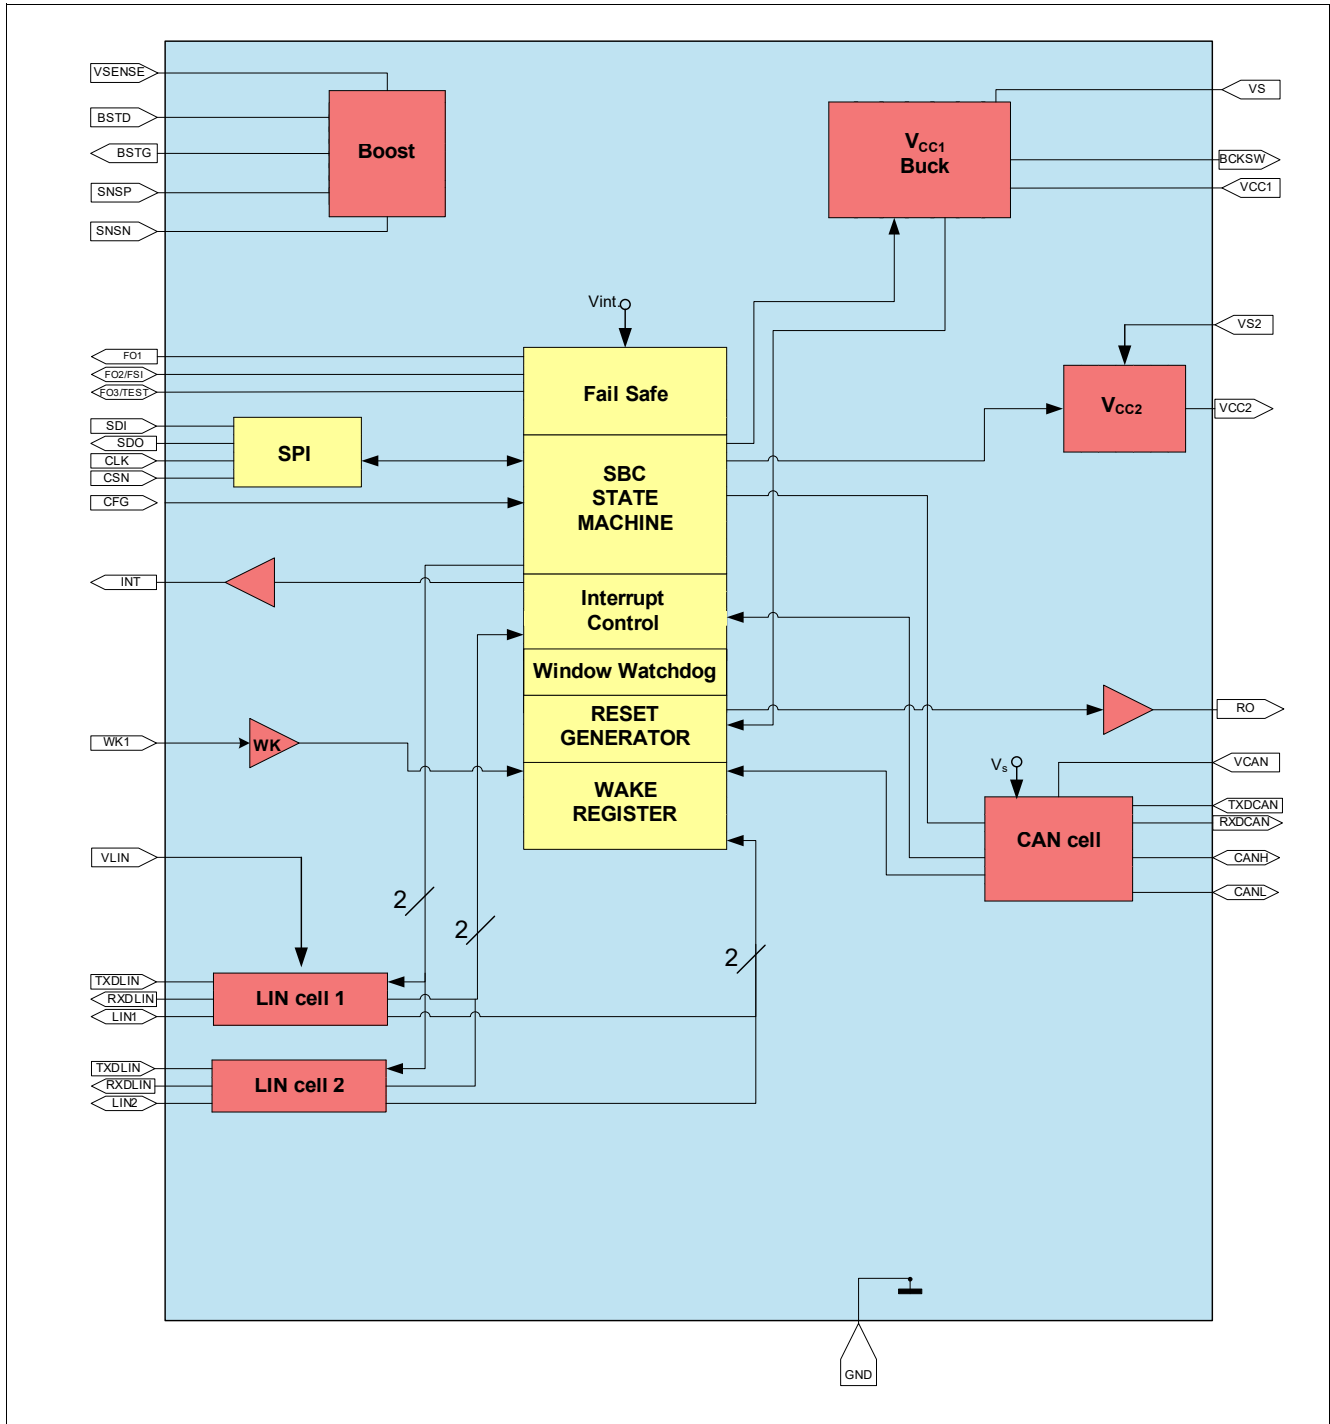 VSENSE
BSTD
BSTG
SNSP
SNSN
Boost
VCC1
Buck
VS
BCKSW
VCC1
Vint.
VS2
VCC2
VCC2
FO1
FO2/FSI
FO3/TEST
Fail Safe
SDI
SDO
CLK
CSN
SPI
CFG
SBC
STATE
MACHINE
INT
Interrupt
Control
Window Watchdog
RESET
GENERATOR
RO
WK1
WK
WAKE
REGISTER
Vs
VCAN
TXDCAN
RXDCAN
CANH
CANL
CAN cell
VLIN
2
2
2
TXDLIN
RXDLIN
LIN1
LIN cell 1
TXDLIN
RXDLIN
LIN2
LIN cell 2
GND